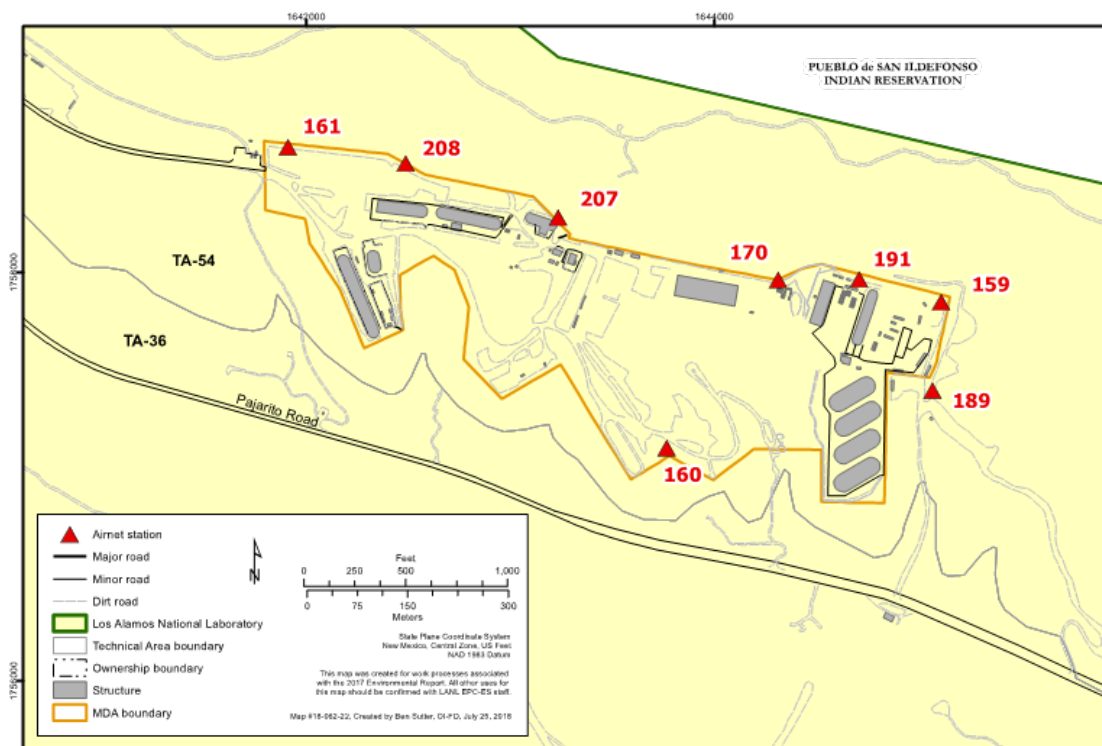 1642000
1644000
PUEBLO de SAN ILDEFONSO
INDIAN RESERVATION
161
208
207
170
191
159
1758000
TA-54
TA-36
Pajarito Road
189
160
Airnet station
Major road
Minor road
Dirt road
Los Alamos National Laboratory
Technical Area boundary
Ownership boundary
Structure
MDA boundary
N
Feet
0 250 500 1,000
0 75 150 300
Meters
State Plane Coordinate System
New Mexico, Central Zone, US Feet
NAD 1983 Datum
This map was created for work processes associated
with the 2017 Environmental Report. All other uses for
this map should be confirmed with LANL EPC-ES staff.
Map #18-062-22, Created by Ben Sutter, OI-FO, July 25, 2018
1756000